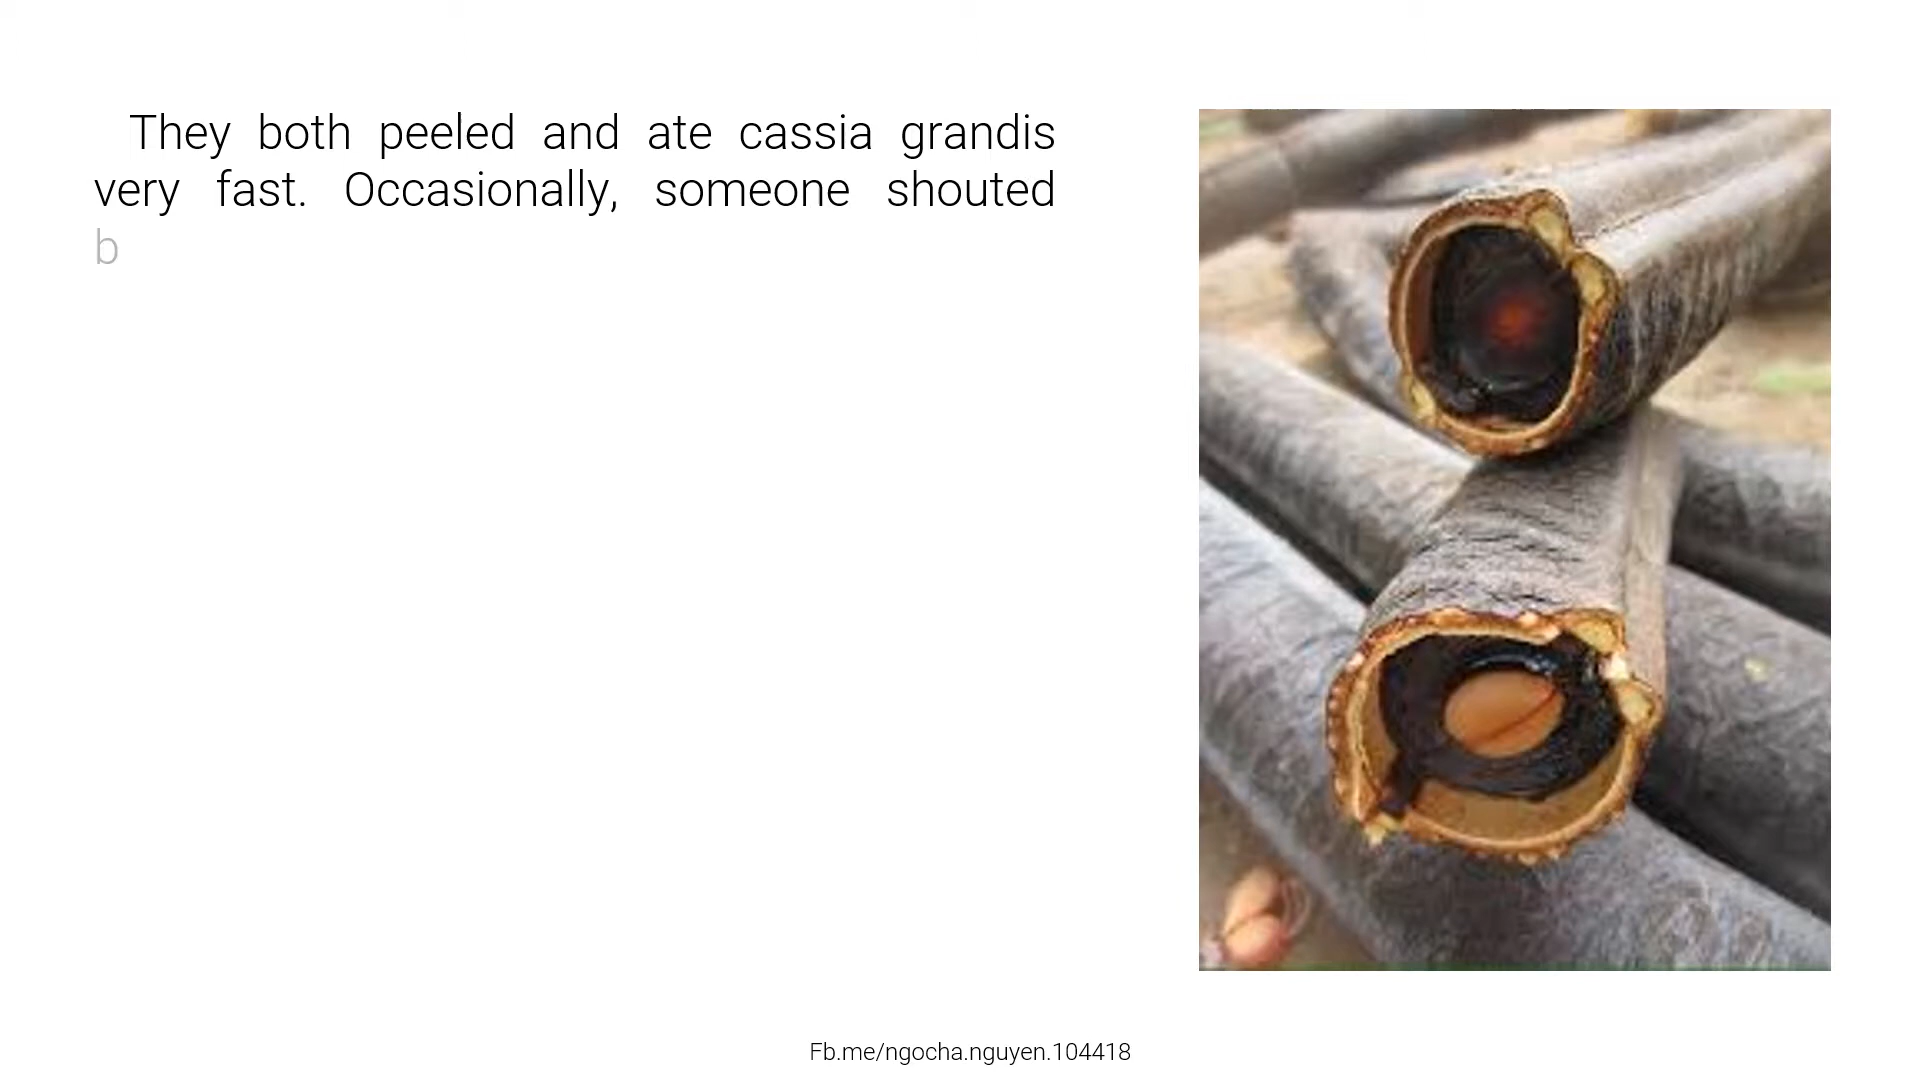 They both peeled and ate cassia grandis
very fast. Occasionally, someone shouted
b
Fb.me/ngocha.nguyen.104418